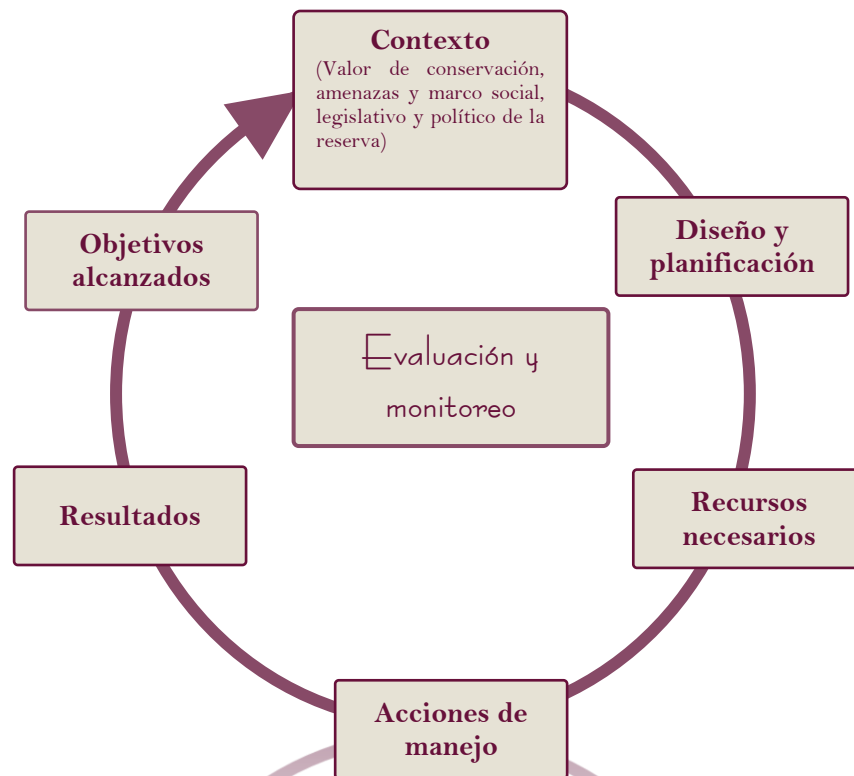 Contexto
(Valor de conservación,
amenazas y marco social,
legislativo y político de la
reserva)
Diseño y
planificación
Recursos
necesarios
Acciones de
manejo
Resultados
Objetivos
alcanzados
Evaluación y
monitoreo